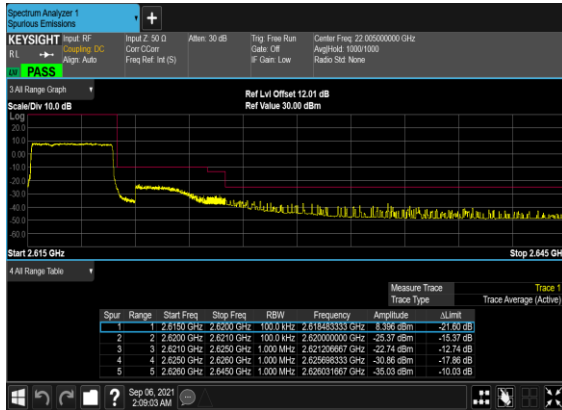 Spectrum Analyzer 1
Spurious Emissions
KEYSIGHT Input: RF Input Z: 50 Ω Atten: 30 dB Trig: Free Run Center Freq: 22.005000000 GHz
RL Coupling: DC Corr CCorr Gate: Off Avg|Hold: 1000/1000
Align: Auto Freq Ref: Int (S) IF Gain: Low Radio Std: None
PASS
3 All Range Graph
Ref Lvl Offset 12.01 dB
Scale/Div 10.0 dB Ref Value 30.00 dBm
Log
20.0
10.0
0.00
-10.0
-20.0
-30.0
-40.0
-50.0
-60.0
Start 2.615 GHz Stop 2.645 GH
4 All Range Table
Measure Trace Trace 1
Trace Type Trace Average (Active)
Spur Range Start Freq Stop Freq RBW Frequency Amplitude ΔLimit
1 1 2.6150 GHz 2.6200 GHz 100.0 kHz 2.618483333 GHz 8.396 dBm -21.60 dB
2 2 2.6200 GHz 2.6210 GHz 100.0 kHz 2.620000000 GHz -25.37 dBm -15.37 dB
3 3 2.6210 GHz 2.6250 GHz 1.000 MHz 2.621206667 GHz -22.74 dBm -12.74 dB
4 4 2.6250 GHz 2.6260 GHz 1.000 MHz 2.625698333 GHz -30.86 dBm -17.86 dB
5 5 2.6260 GHz 2.6450 GHz 1.000 MHz 2.626031667 GHz -35.03 dBm -10.03 dB
Sep 06, 2021
2:09:03 AM